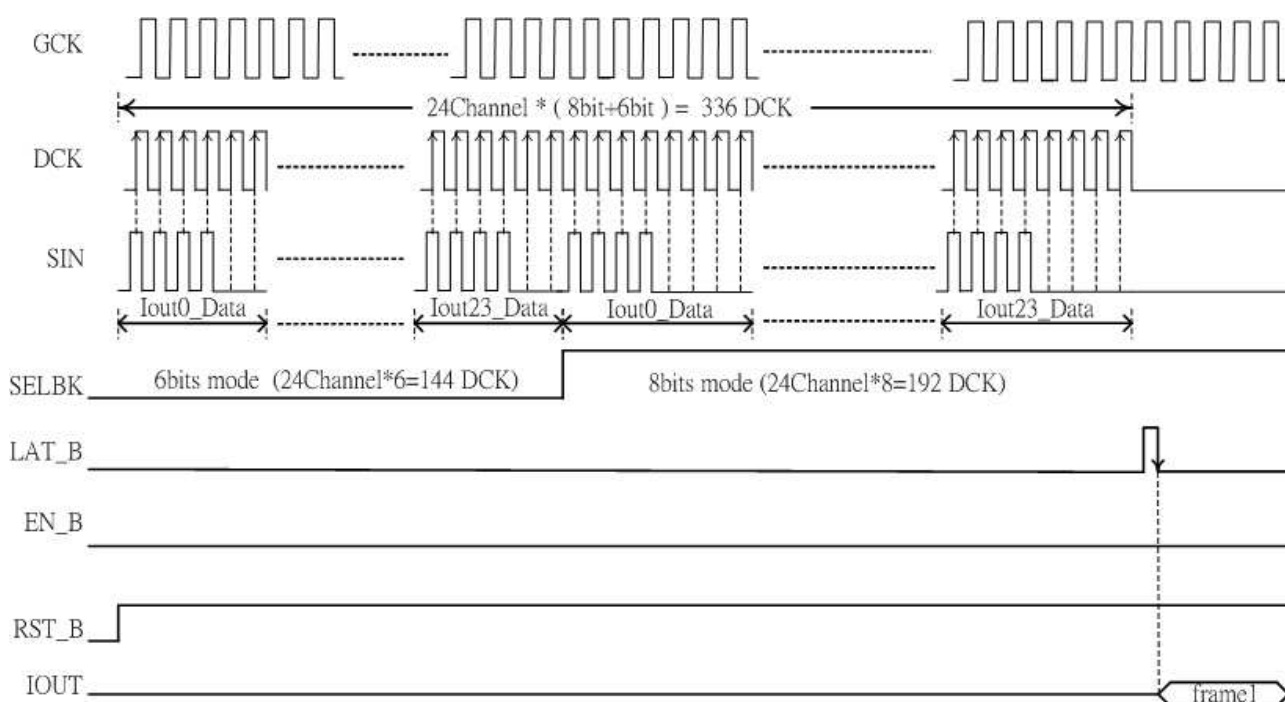 GCK
24Channel * ( 8bit+6bit ) = 336 DCK
DCK
SIN
Iout0_Data
Iout23_Data
Iout0_Data
Iout23_Data
SELBK
6bits mode (24Channel*6=144 DCK)
8bits mode (24Channel*8=192 DCK)
LAT_B
EN_B
RST_B
IOUT
frame1